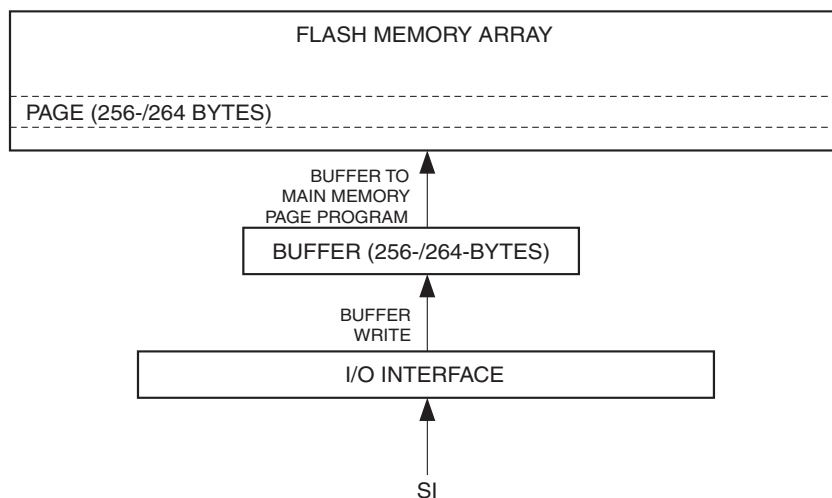 FLASH MEMORY ARRAY
PAGE (256-/264 BYTES)
BUFFER TO
MAIN MEMORY
PAGE PROGRAM
BUFFER (256-/264-BYTES)
BUFFER
WRITE
I/O INTERFACE
SI